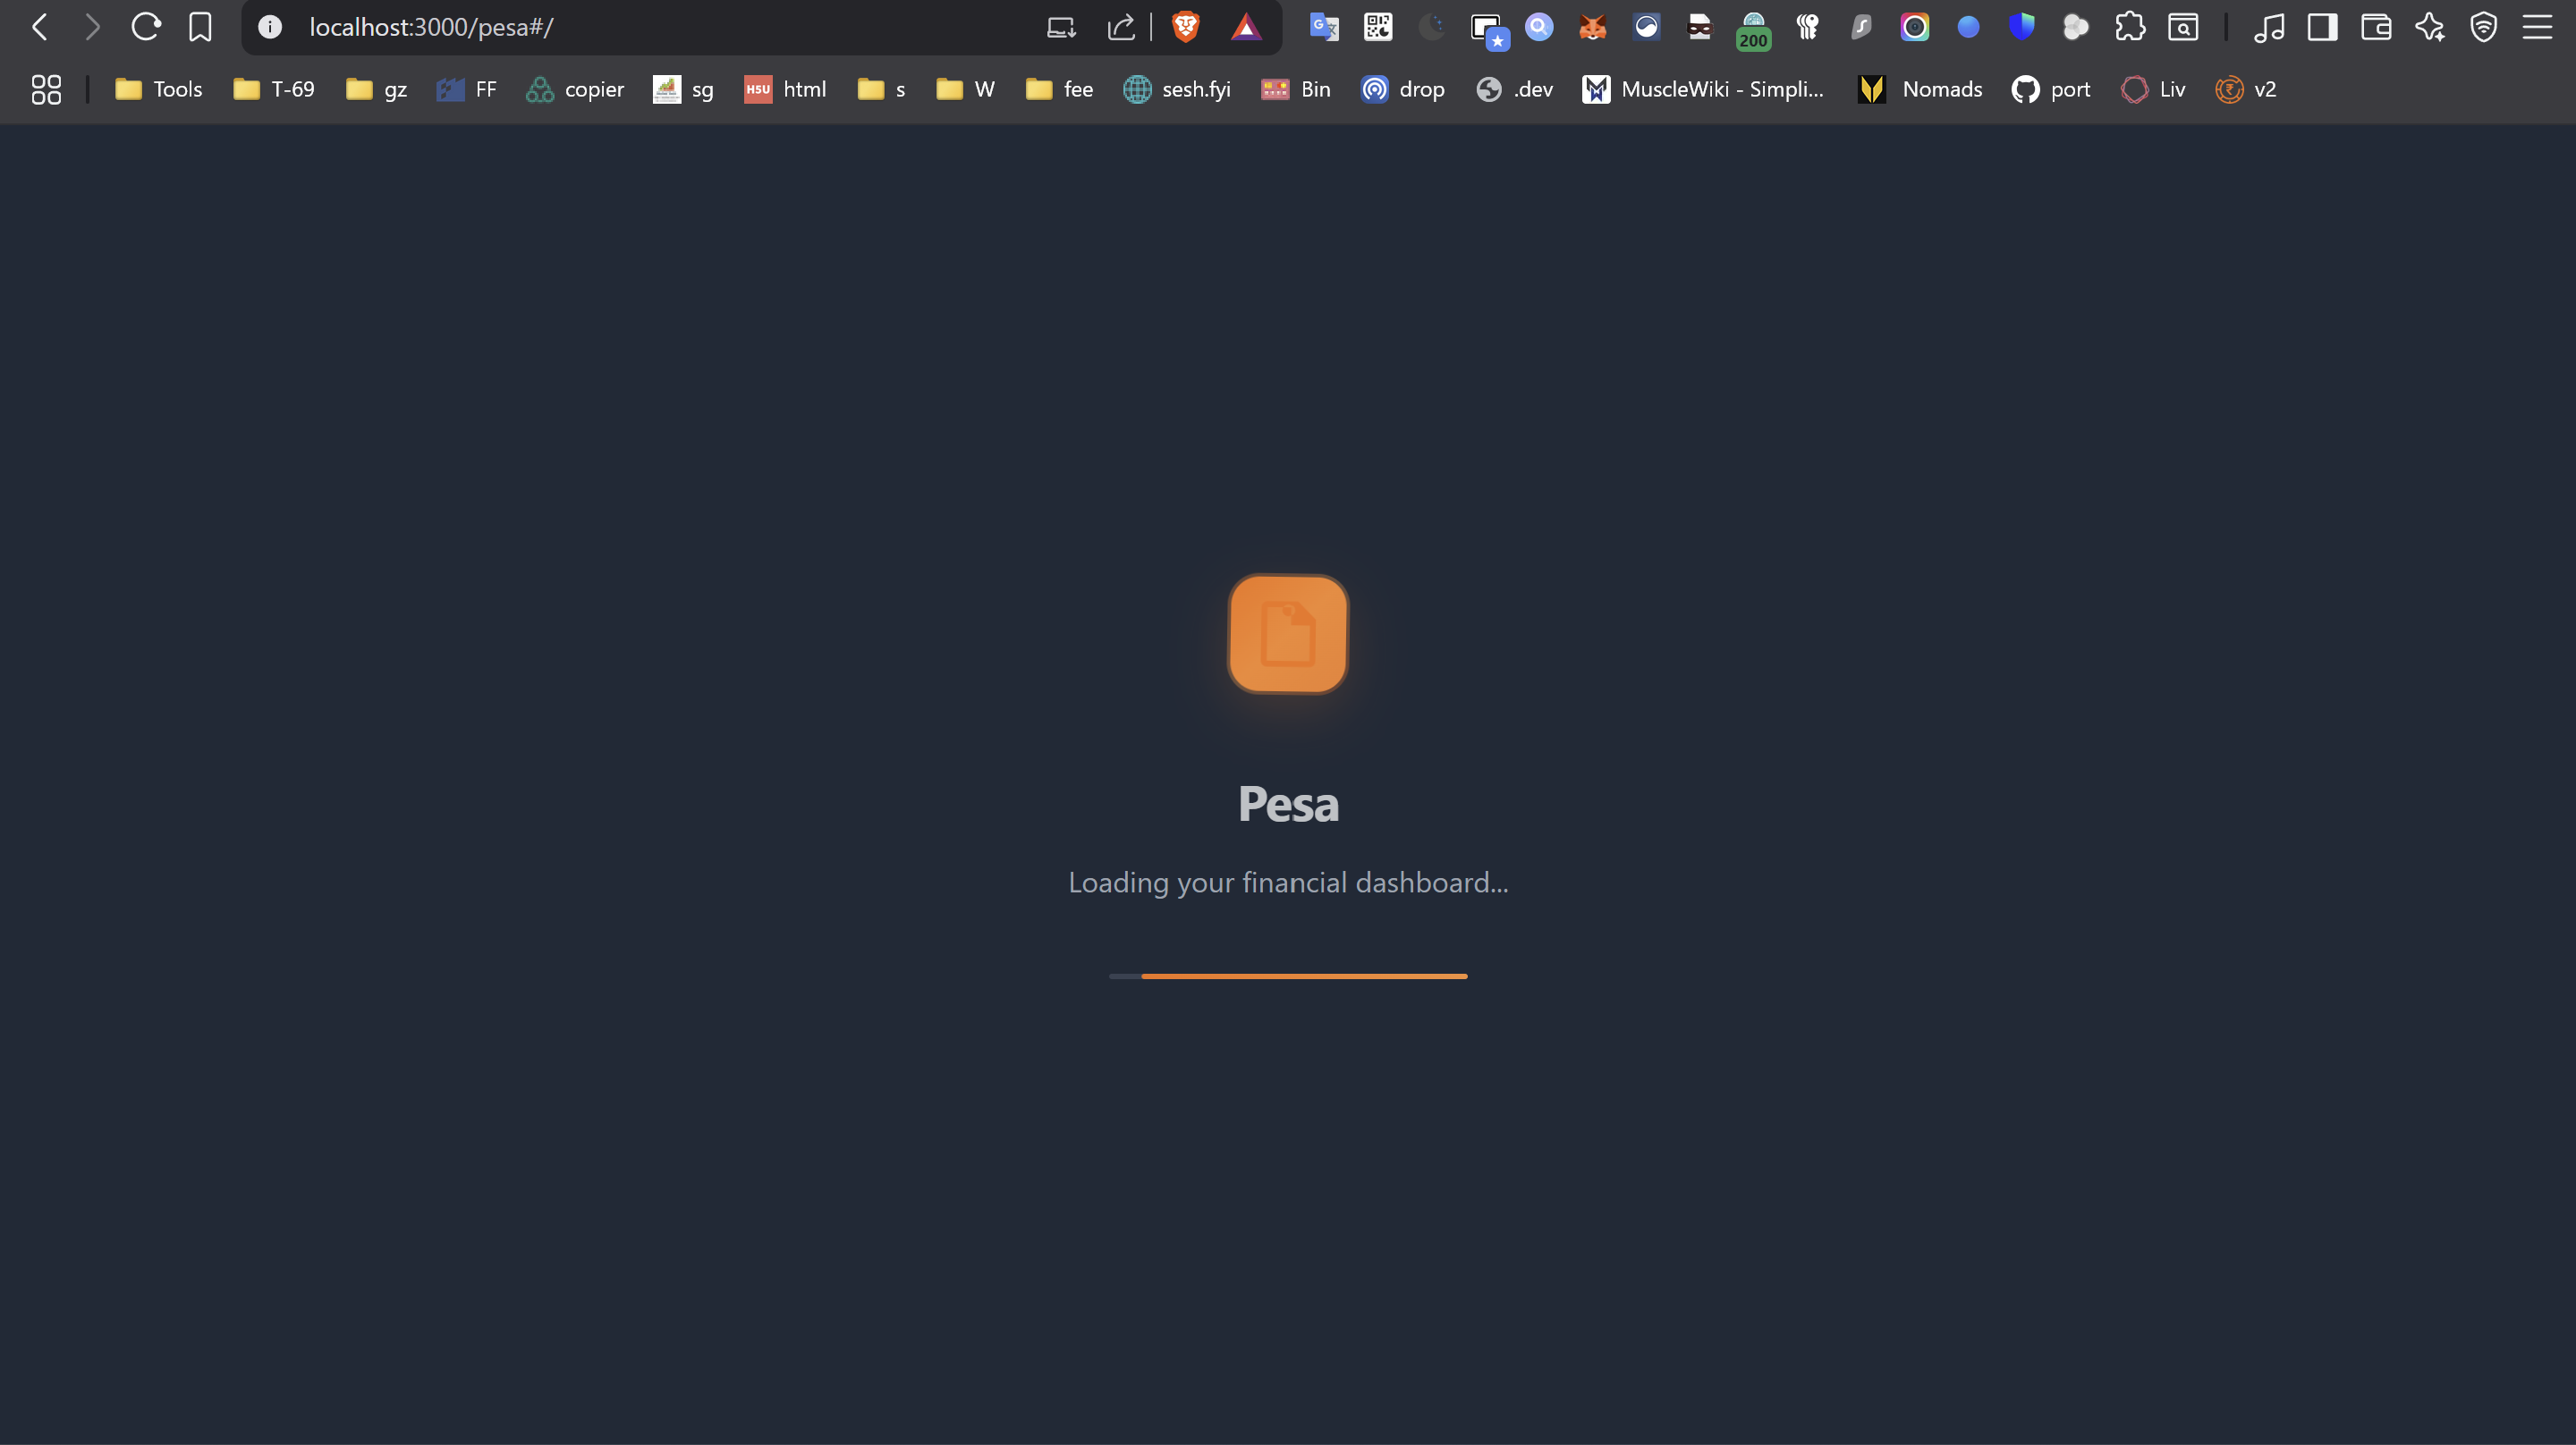 localhost:3000/pesa#/
200
Tools T-69 gz FF copier sg H5U html s W fee sesh.fyi Bin drop .dev MuscleWiki - Simpli... Nomads port Liv v2
Pesa
Loading your financial dashboard...